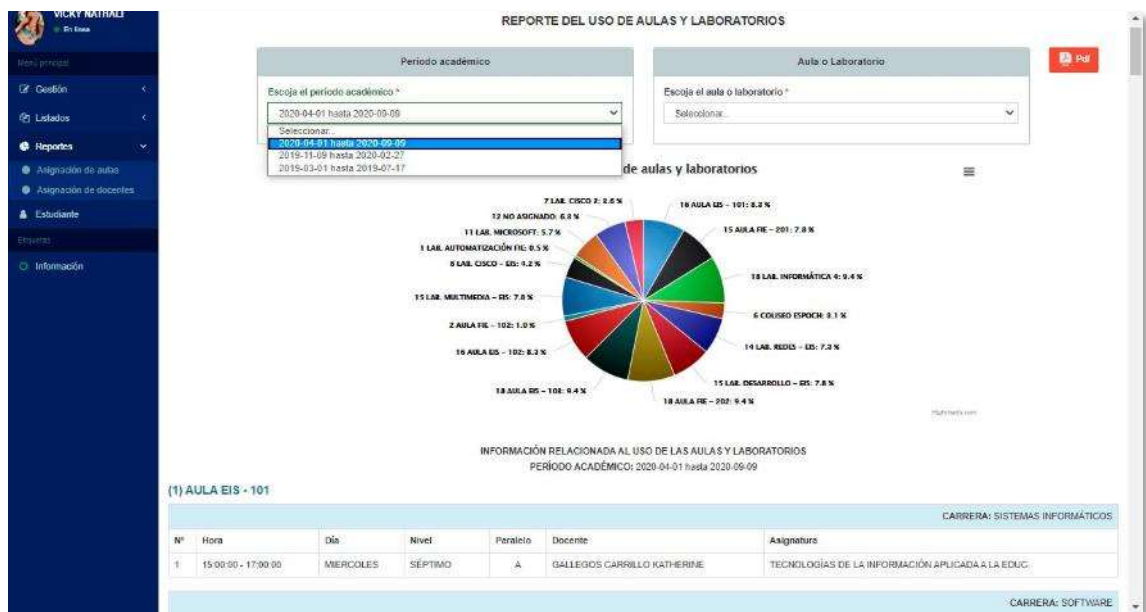 VICKY NATHALI
En línea
Menú principal
Gestión
Listados
Reportes
Asignación de aulas
Asignación de docentes
Estudiante
Etiquetas
Información
REPORTE DEL USO DE AULAS Y LABORATORIOS
Período académico
Escoja el período académico *
2020-04-01 hasta 2020-09-09
Seleccionar...
2020-04-01 hasta 2020-09-09
2019-11-09 hasta 2020-02-27
2019-03-01 hasta 2019-07-17
Aula o Laboratorio
Escoja el aula o laboratorio *
Seleccionar...
Pdf
de aulas y laboratorios
7 LAB. CISCO 2: 3.6 %
16 AULA EIS – 101: 8.3 %
12 NO ASIGNADO: 6.8 %
15 AULA FIE – 201: 7.8 %
11 LAB. MICROSOFT: 5.7 %
1 LAB. AUTOMATIZACIÓN FIE: 0.5 %
8 LAB. CISCO – EIS: 4.2 %
18 LAB. INFORMÁTICA 4: 9.4 %
15 LAB. MULTIMEDIA – EIS: 7.8 %
6 COLISEO ESPOCH: 3.1 %
2 AULA FIE – 102: 1.0 %
14 LAB. REDES – EIS: 7.3 %
16 AULA EIS – 102: 8.3 %
15 LAB. DESARROLLO – EIS: 7.8 %
18 AULA EIS – 103: 9.4 %
18 AULA FIE – 202: 9.4 %
Highcharts.com
INFORMACIÓN RELACIONADA AL USO DE LAS AULAS Y LABORATORIOS
PERÍODO ACADÉMICO: 2020-04-01 hasta 2020-09-09
(1) AULA EIS - 101
CARRERA: SISTEMAS INFORMÁTICOS
N° Hora Día Nivel Paralelo Docente Asignatura
1 15:00:00 - 17:00:00 MIERCOLES SÉPTIMO A GALLEGOS CARRILLO KATHERINE TECNOLOGÍAS DE LA INFORMACIÓN APLICADA A LA EDUC.
CARRERA: SOFTWARE